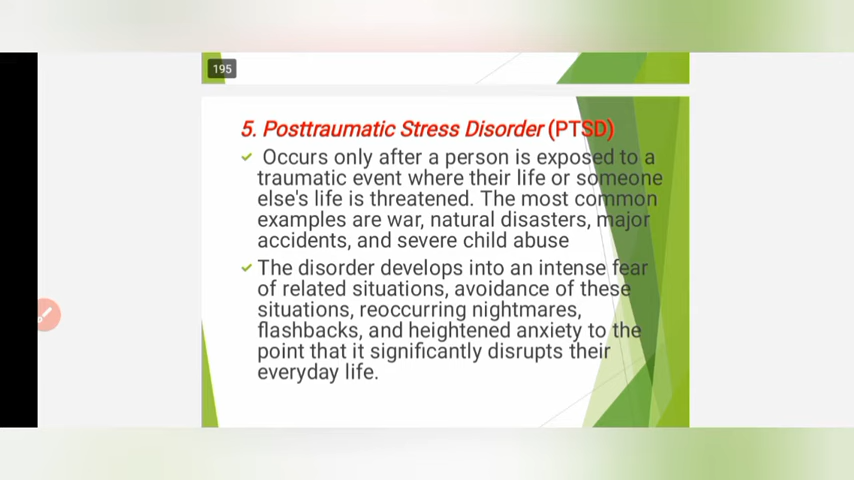 195
5. Posttraumatic Stress Disorder (PTSD)
Occurs only after a person is exposed to a
traumatic event where their life or someone
else's life is threatened. The most common
examples are war, natural disasters, major
accidents, and severe child abuse
The disorder develops into an intense fear
of related situations, avoidance of these
situations, reoccurring nightmares,
flashbacks, and heightened anxiety to the
point that it significantly disrupts their
everyday life.